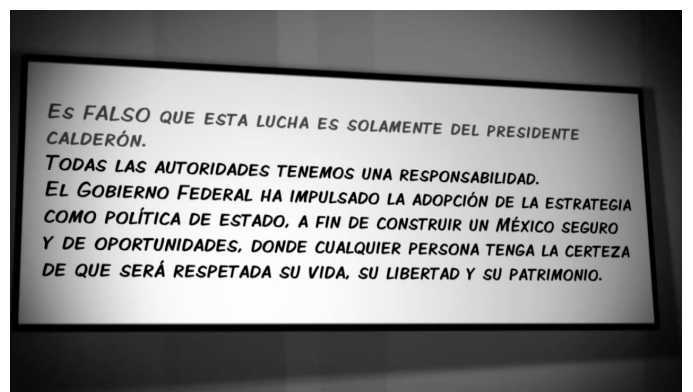 Es FALSO QUE ESTA LUCHA ES SOLAMENTE DEL PRESIDENTE
CALDERÓN.
TODAS LAS AUTORIDADES TENEMOS UNA RESPONSABILIDAD.
EL GOBIERNO FEDERAL HA IMPULSADO LA ADOPCIÓN DE LA ESTRATEGIA
COMO POLÍTICA DE ESTADO, A FIN DE CONSTRUIR UN MÉXICO SEGURO
Y DE OPORTUNIDADES, DONDE CUALQUIER PERSONA TENGA LA CERTEZA
DE QUE SERÁ RESPETADA SU VIDA, SU LIBERTAD Y SU PATRIMONIO.